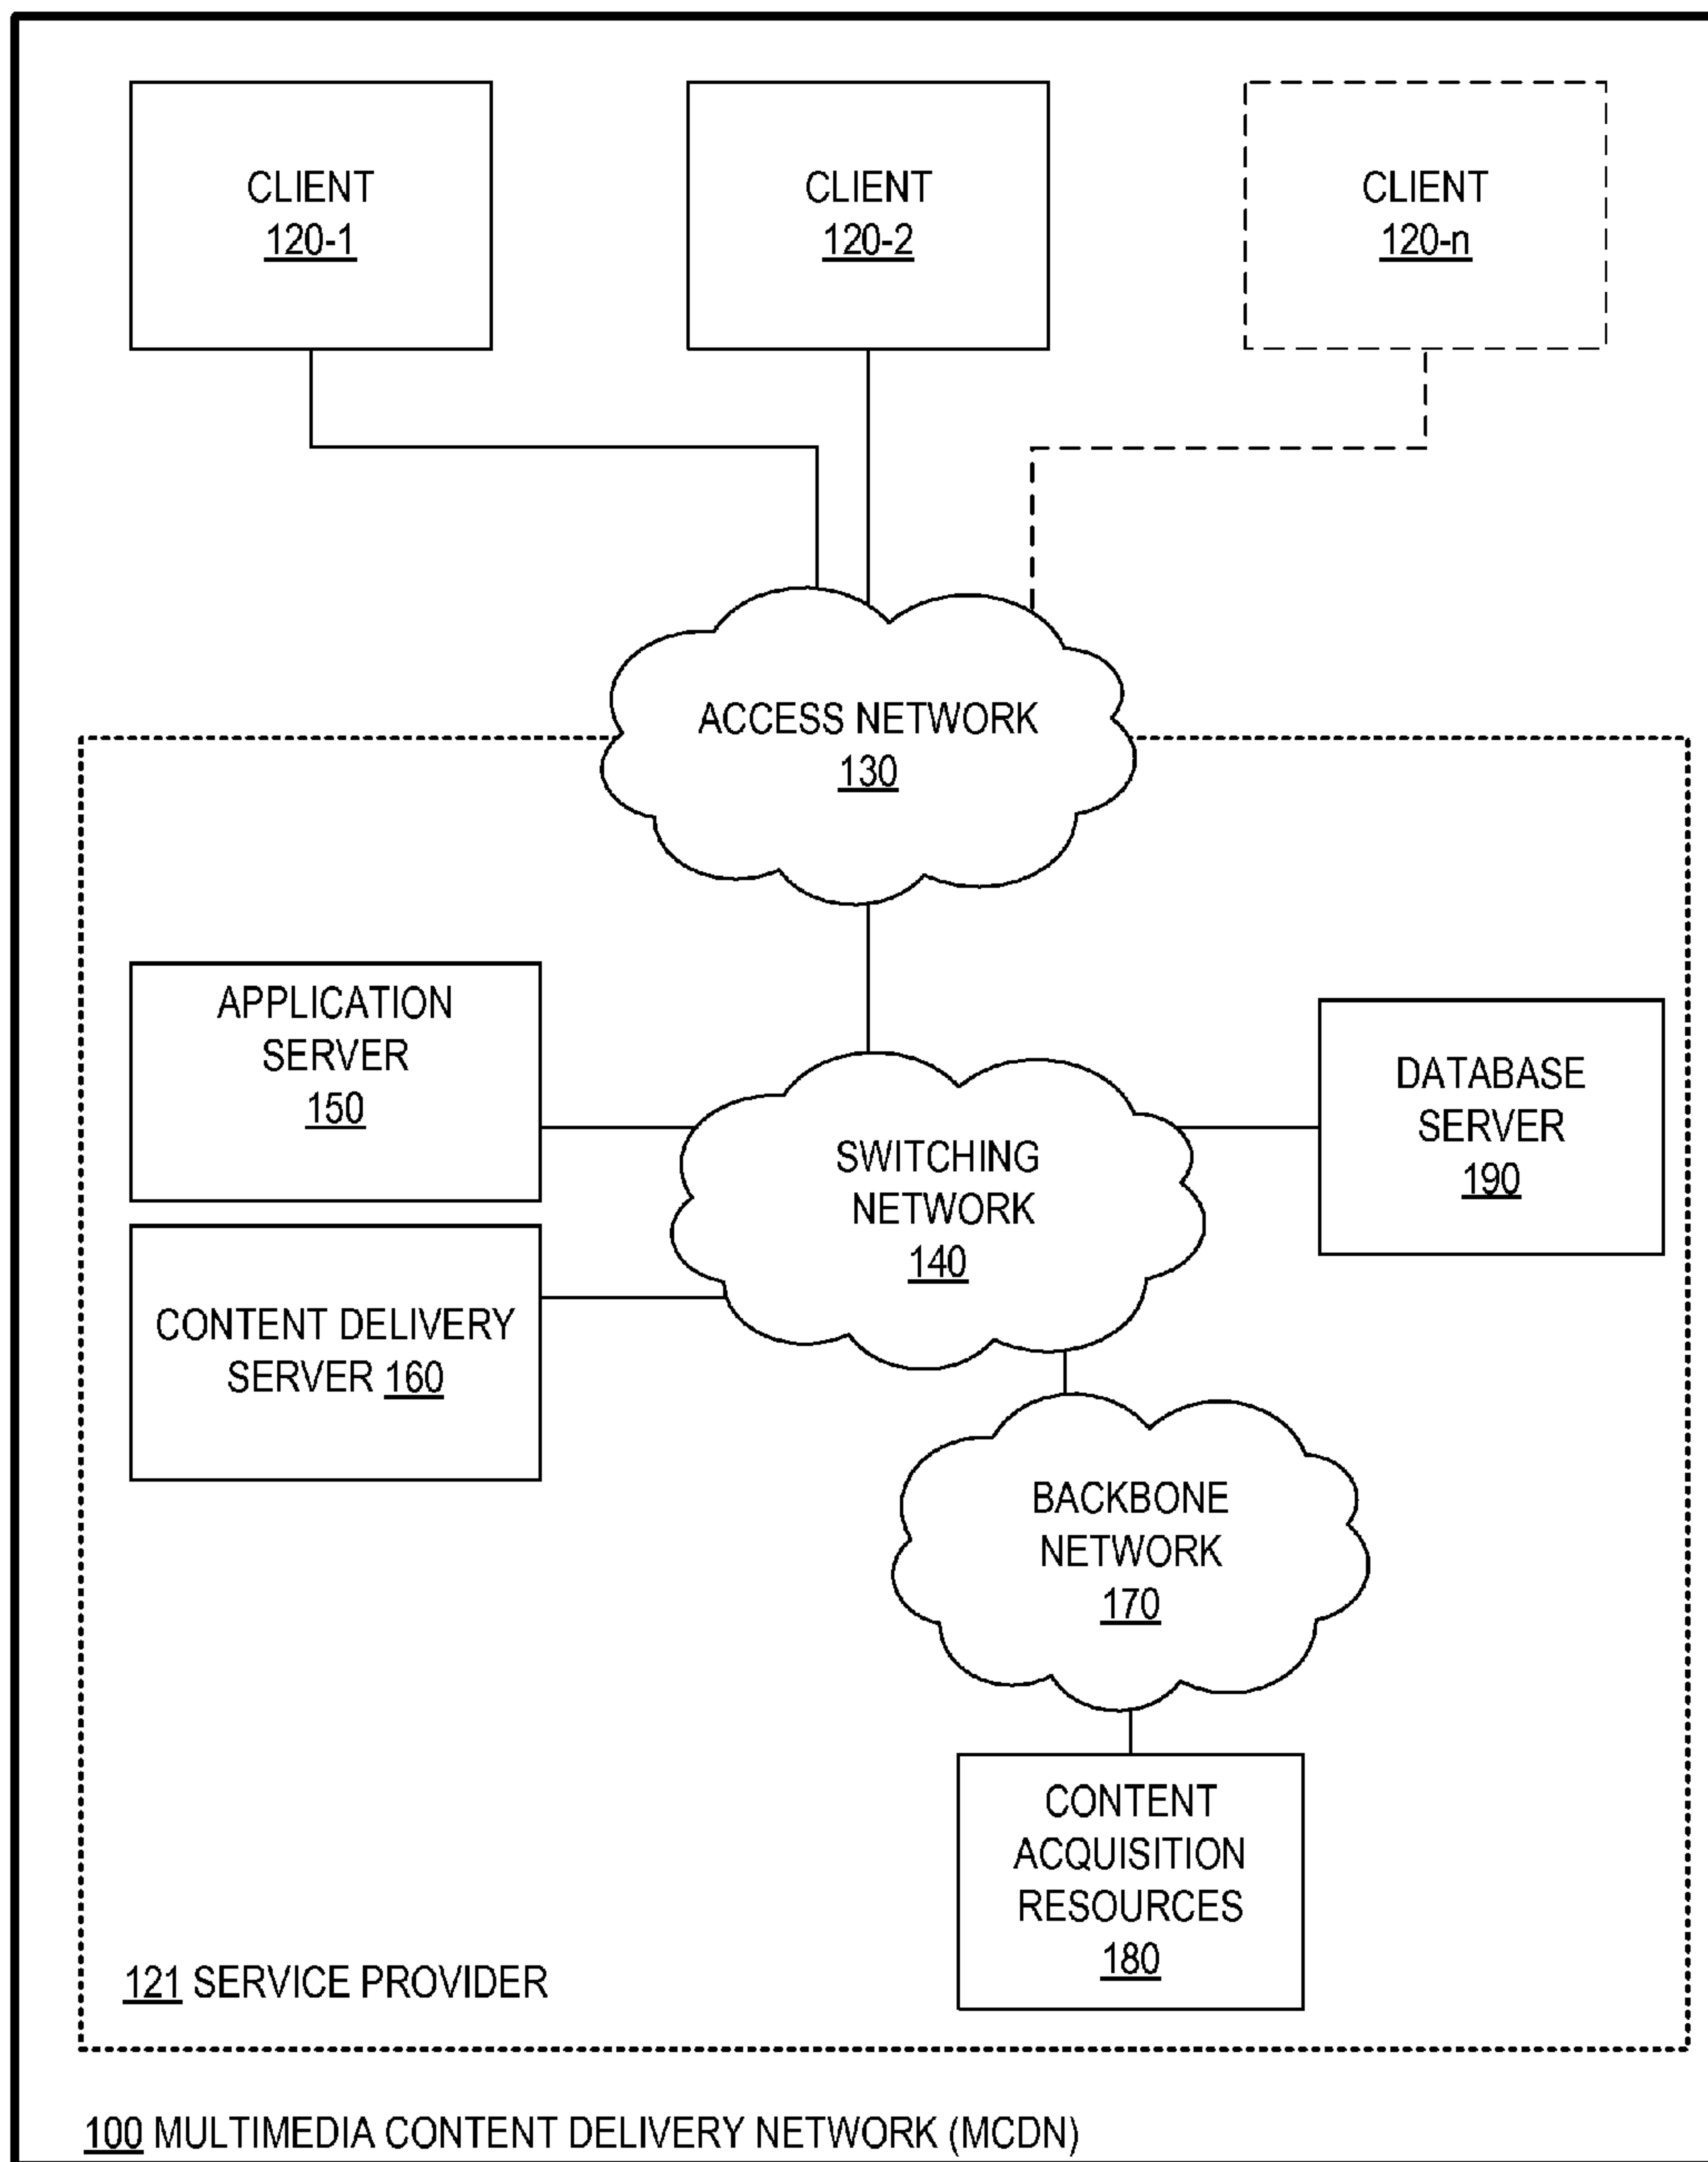 CLIENT
120-1
CLIENT
120-2
CLIENT
120-n
ACCESS NETWORK
130
APPLICATION
SERVER
150
SWITCHING
NETWORK
140
DATABASE
SERVER
190
CONTENT DELIVERY
SERVER 160
BACKBONE
NETWORK
170
CONTENT
ACQUISITION
RESOURCES
180
121 SERVICE PROVIDER
100 MULTIMEDIA CONTENT DELIVERY NETWORK (MCDN)